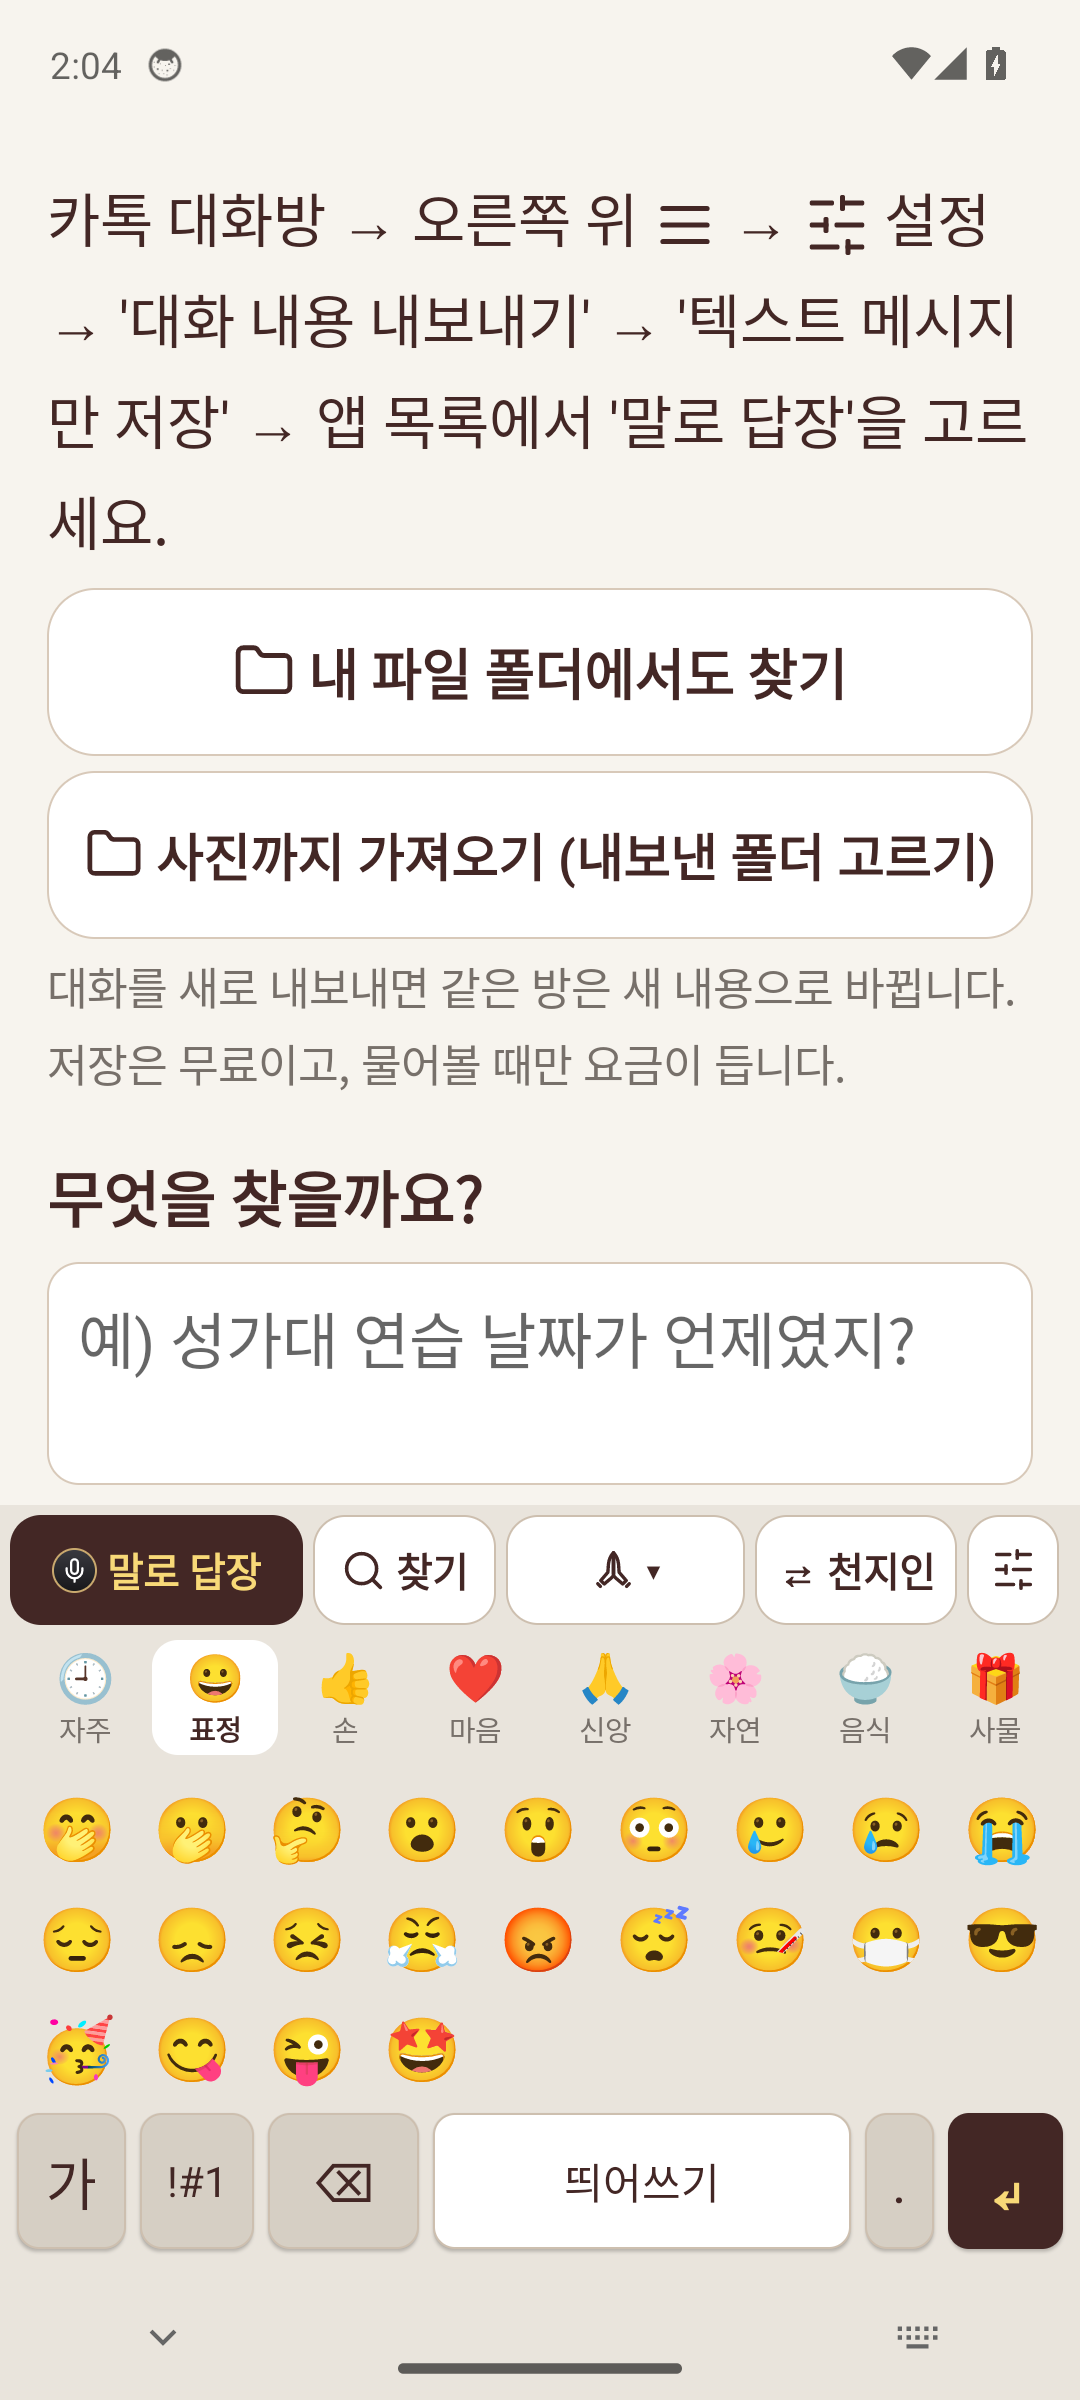 2:04
카톡 대화방 → 오른쪽 위 → 설정
→ '대화 내용 내보내기' → '텍스트 메시지
만 저장' → 앱 목록에서 '말로 답장'을 고르
세요.
내 파일 폴더에서도 찾기
사진까지 가져오기 (내보낸 폴더 고르기)
대화를 새로 내보내면 같은 방은 새 내용으로 바뀝니다.
저장은 무료이고, 물어볼 때만 요금이 듭니다.
무엇을 찾을까요?
예) 성가대 연습 날짜가 언제였지?
말로 답장 찾기 ▾ ⇄ 천지인
자주 표정 손 마음 신앙 자연 음식 사물
가 !#1 띄어쓰기 .